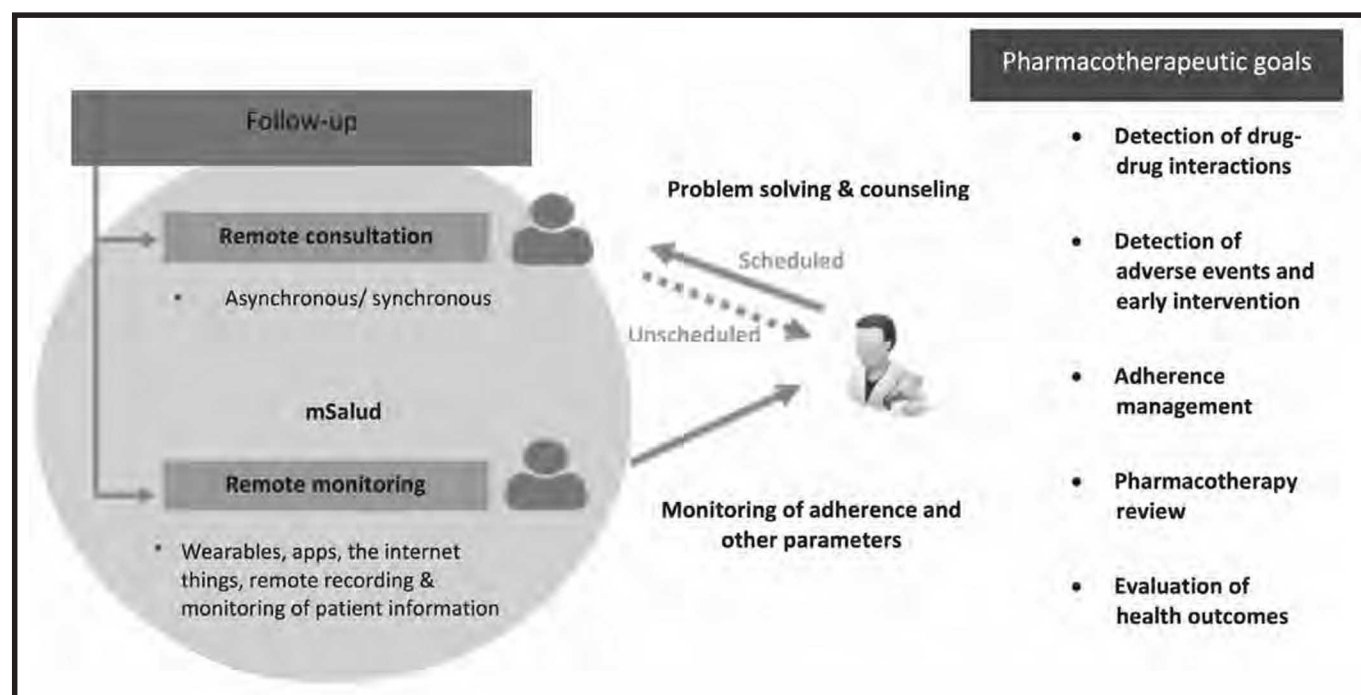 Follow-up
Remote consultation
▪ Asynchronous/ synchronous
mSalud
Remote monitoring
▪ Wearables, apps, the internet
things, remote recording &
monitoring of patient information
Problem solving & counseling
Scheduled
Unscheduled
Monitoring of adherence and
other parameters
Pharmacotherapeutic goals
• Detection of drug-
drug interactions
• Detection of
adverse events and
early intervention
• Adherence
management
• Pharmacotherapy
review
• Evaluation of
health outcomes